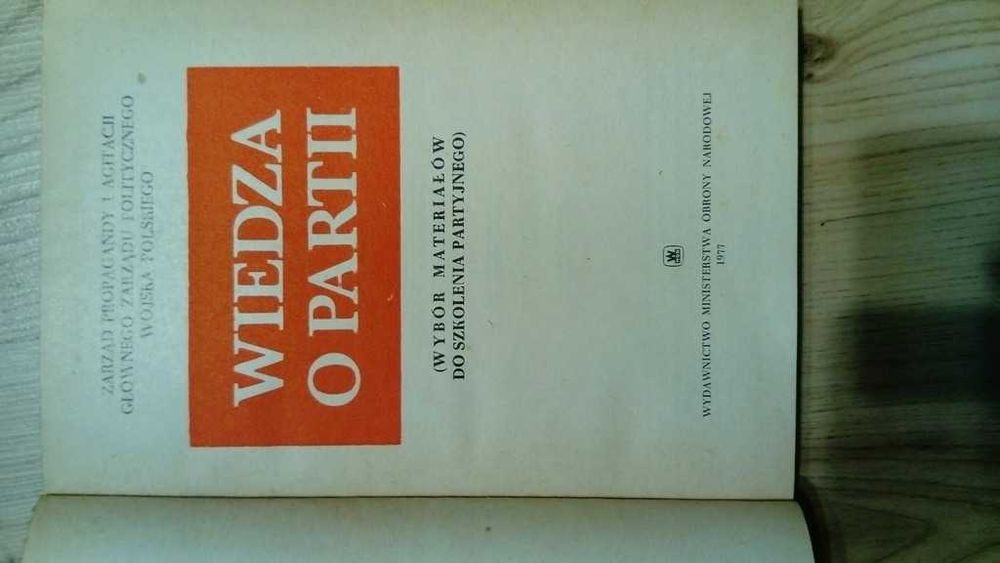 ZARZĄD PROPAGANDY I AGITACJI
GŁÓWNEGO ZARZĄDU POLITYCZNEGO
WOJSKA POLSKIEGO
WIEDZA
O PARTII
(WYBÓR MATERIAŁÓW
DO SZKOLENIA PARTYJNEGO)
WYDAWNICTWO MINISTERSTWA OBRONY NARODOWEJ
1977